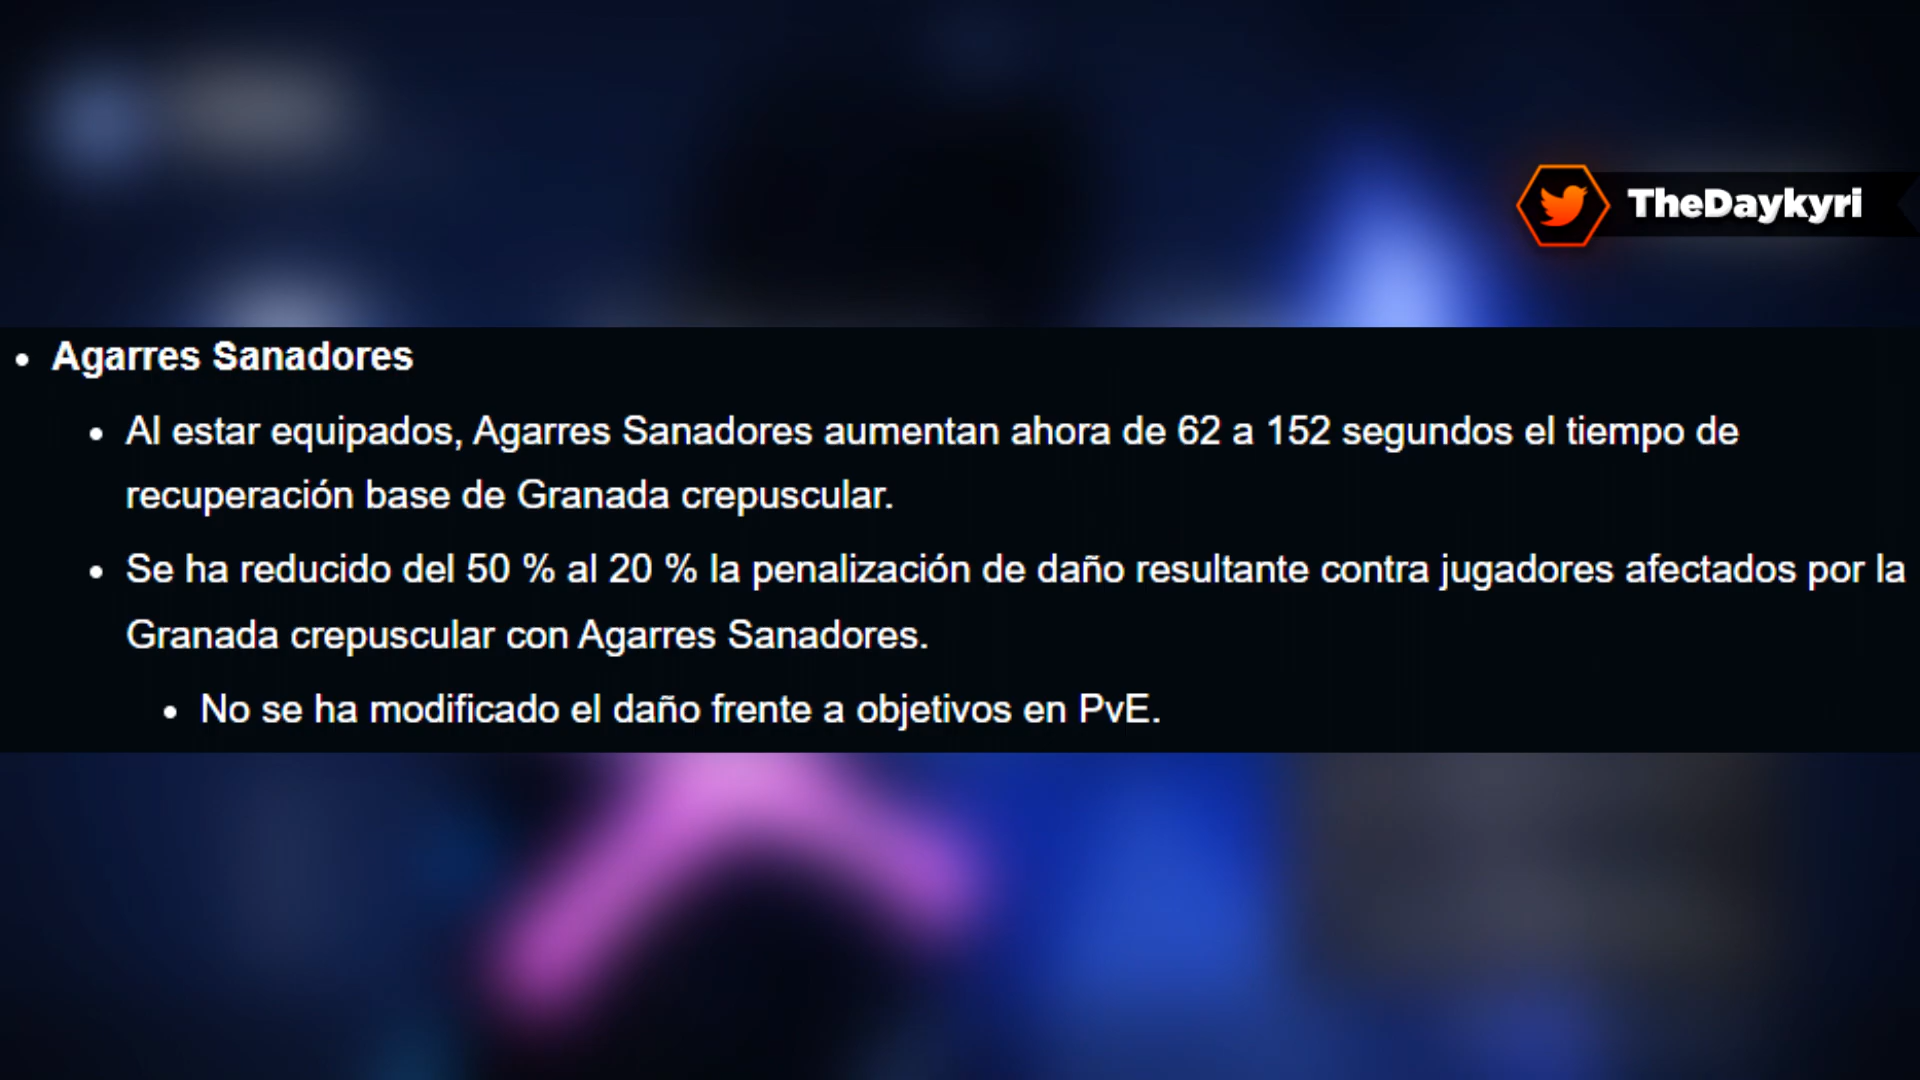 TheDaykyri
• Agarres Sanadores
• Al estar equipados, Agarres Sanadores aumentan ahora de 62 a 152 segundos el tiempo de
recuperación base de Granada crepuscular.
• Se ha reducido del 50 % al 20 % la penalización de daño resultante contra jugadores afectados por la
Granada crepuscular con Agarres Sanadores.
• No se ha modificado el daño frente a objetivos en PvE.